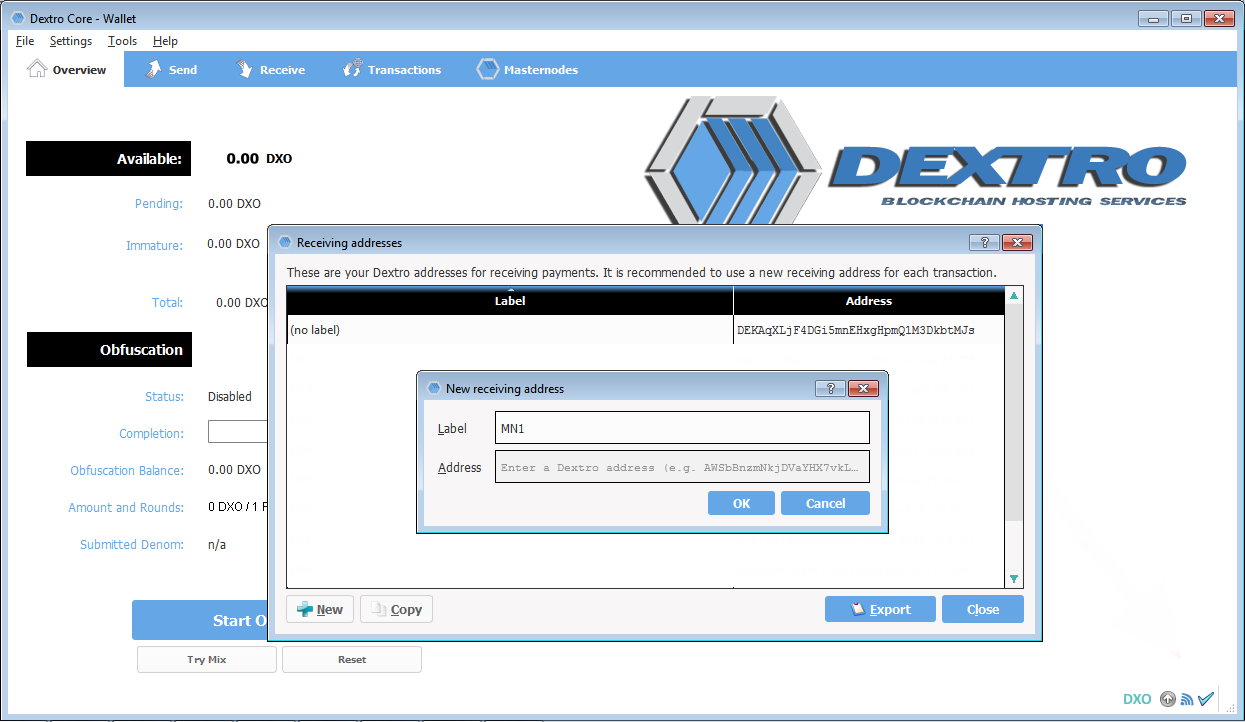 Dextro Core - Wallet
File Settings Tools Help
Overview Send Receive Transactions Masternodes
DEXTRO
BLOCKCHAIN HOSTING SERVICES
Available: 0.00 DXO
Pending: 0.00 DXO
Immature: 0.00 DXO
Total: 0.00 DXO
Obfuscation
Status: Disabled
Completion:
Obfuscation Balance: 0.00 DXO
Amount and Rounds: 0 DXO / 1
Submitted Denom: n/a
Start
Try Mix Reset
Receiving addresses
These are your Dextro addresses for receiving payments. It is recommended to use a new receiving address for each transaction.
Label Address
(no label) DEKAqXLjF4DGi5mnEHxgHpmQ1M3DkbtMJs
New receiving address
Label MN1
Address Enter a Dextro address (e.g. AWSbBnzmNkjDVaYHX7vkL…
OK Cancel
New Copy Export Close
DXO